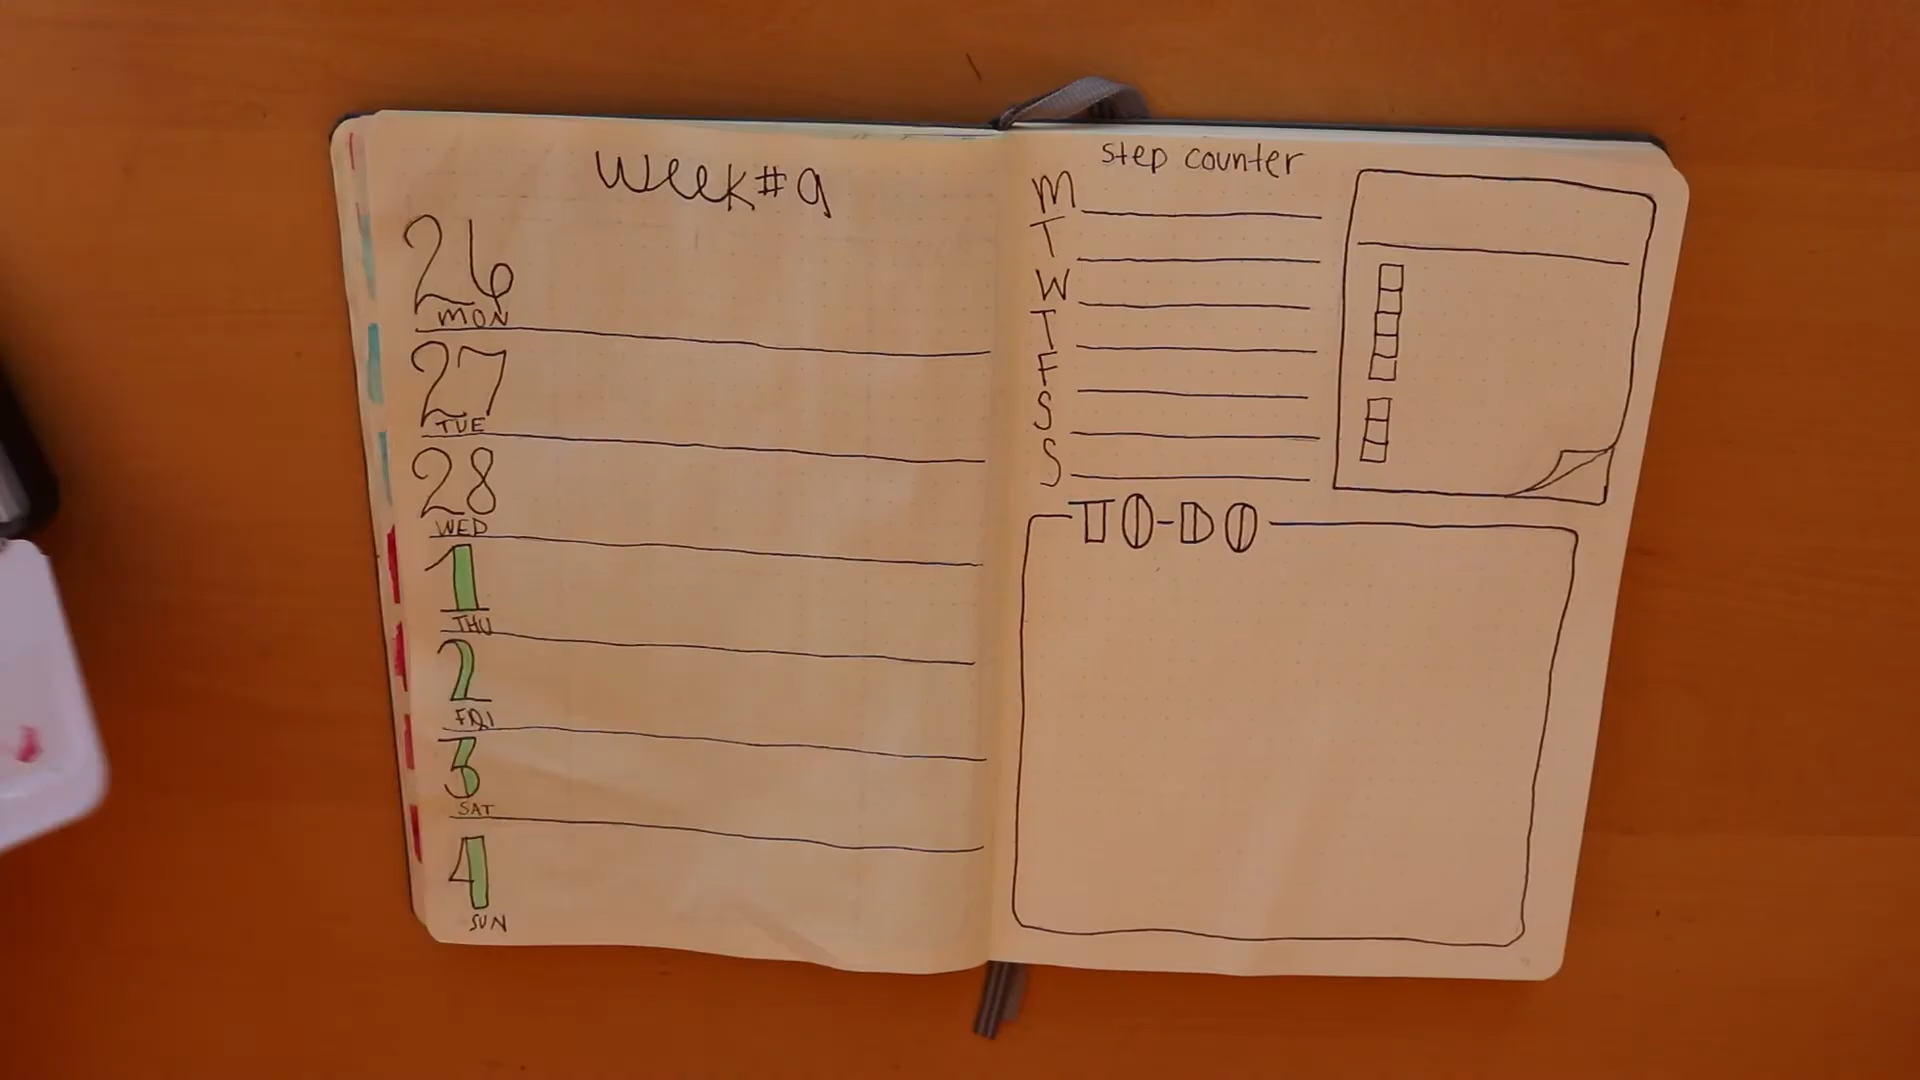 Week #9
26
MON
27
TUE
28
WED
1
THU
2
FRI
3
SAT
4
SUN
step counter
M
T
W
T
F
S
S
TO-DO